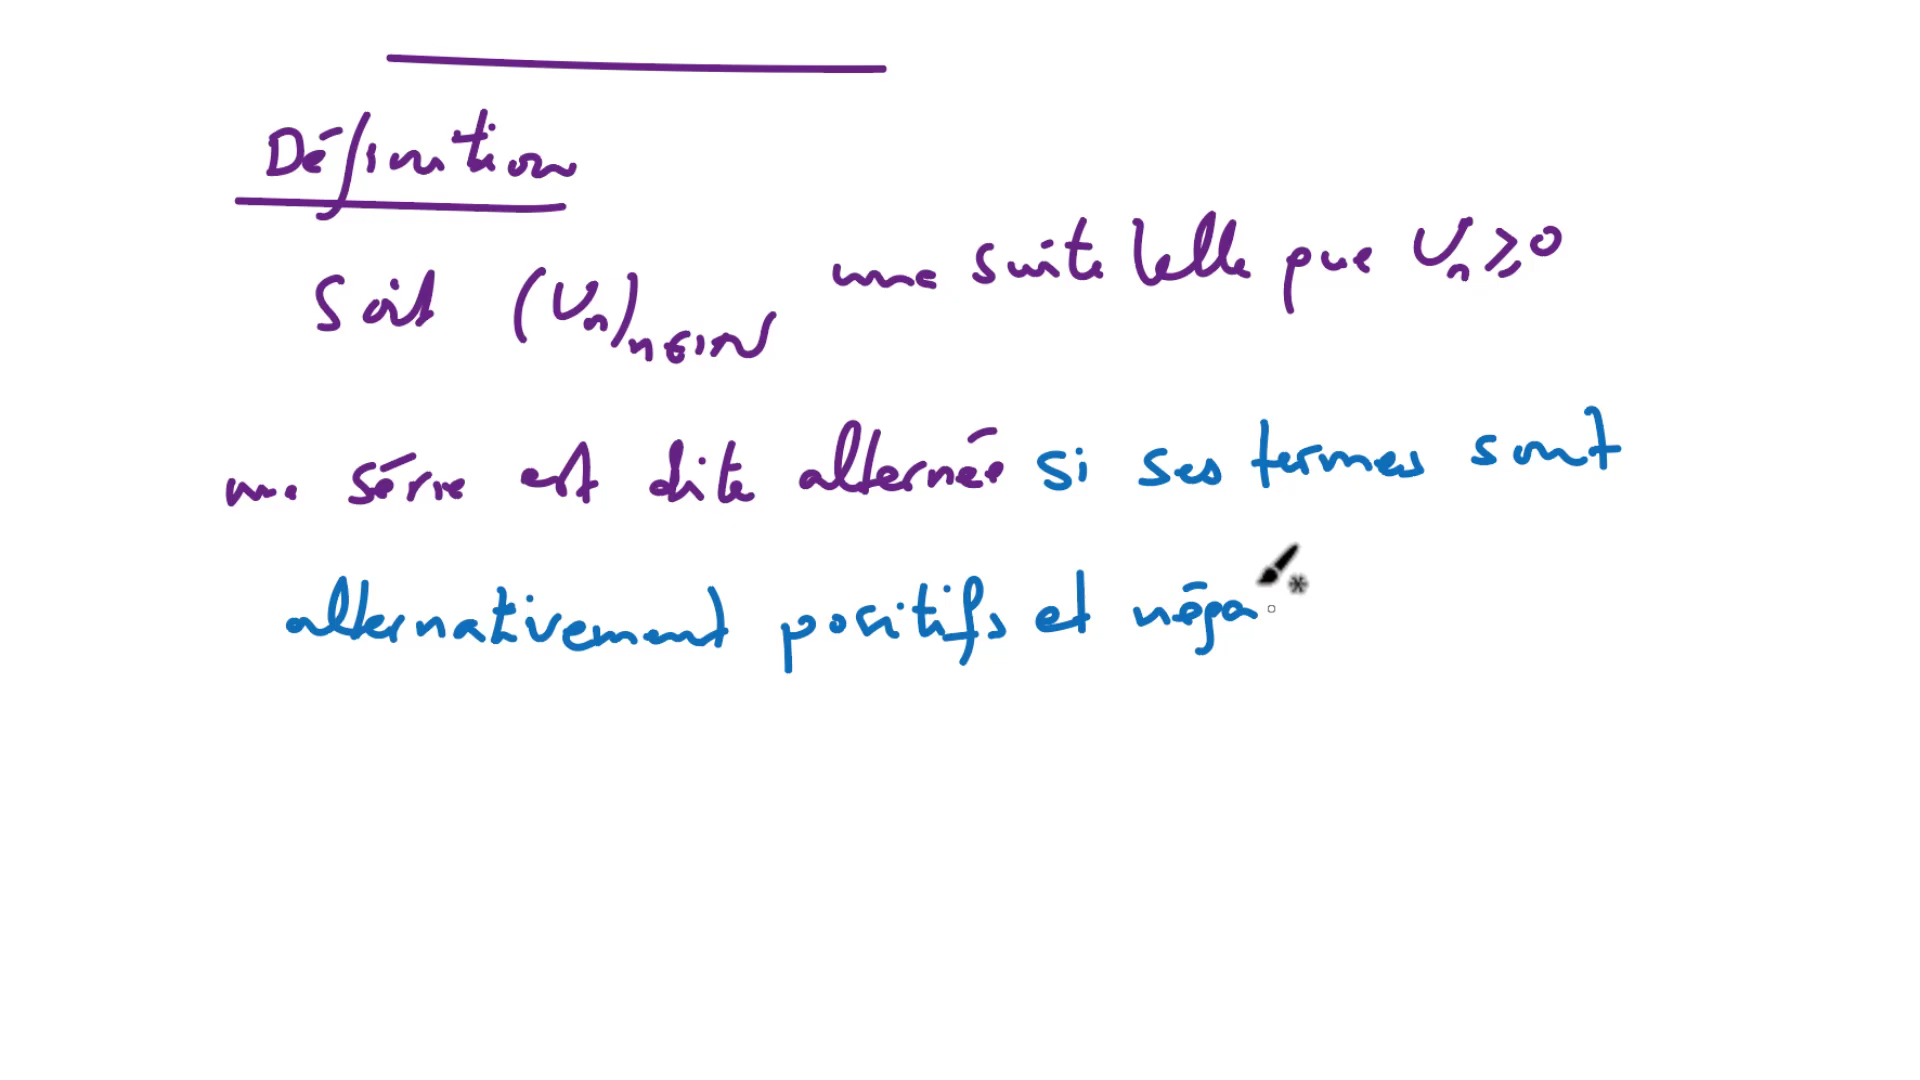 Définition
Soit (Un)n∈IN une suite telle que Un ⩾ 0
une série est dite alternée si ses termes sont
alternativement positifs et néga